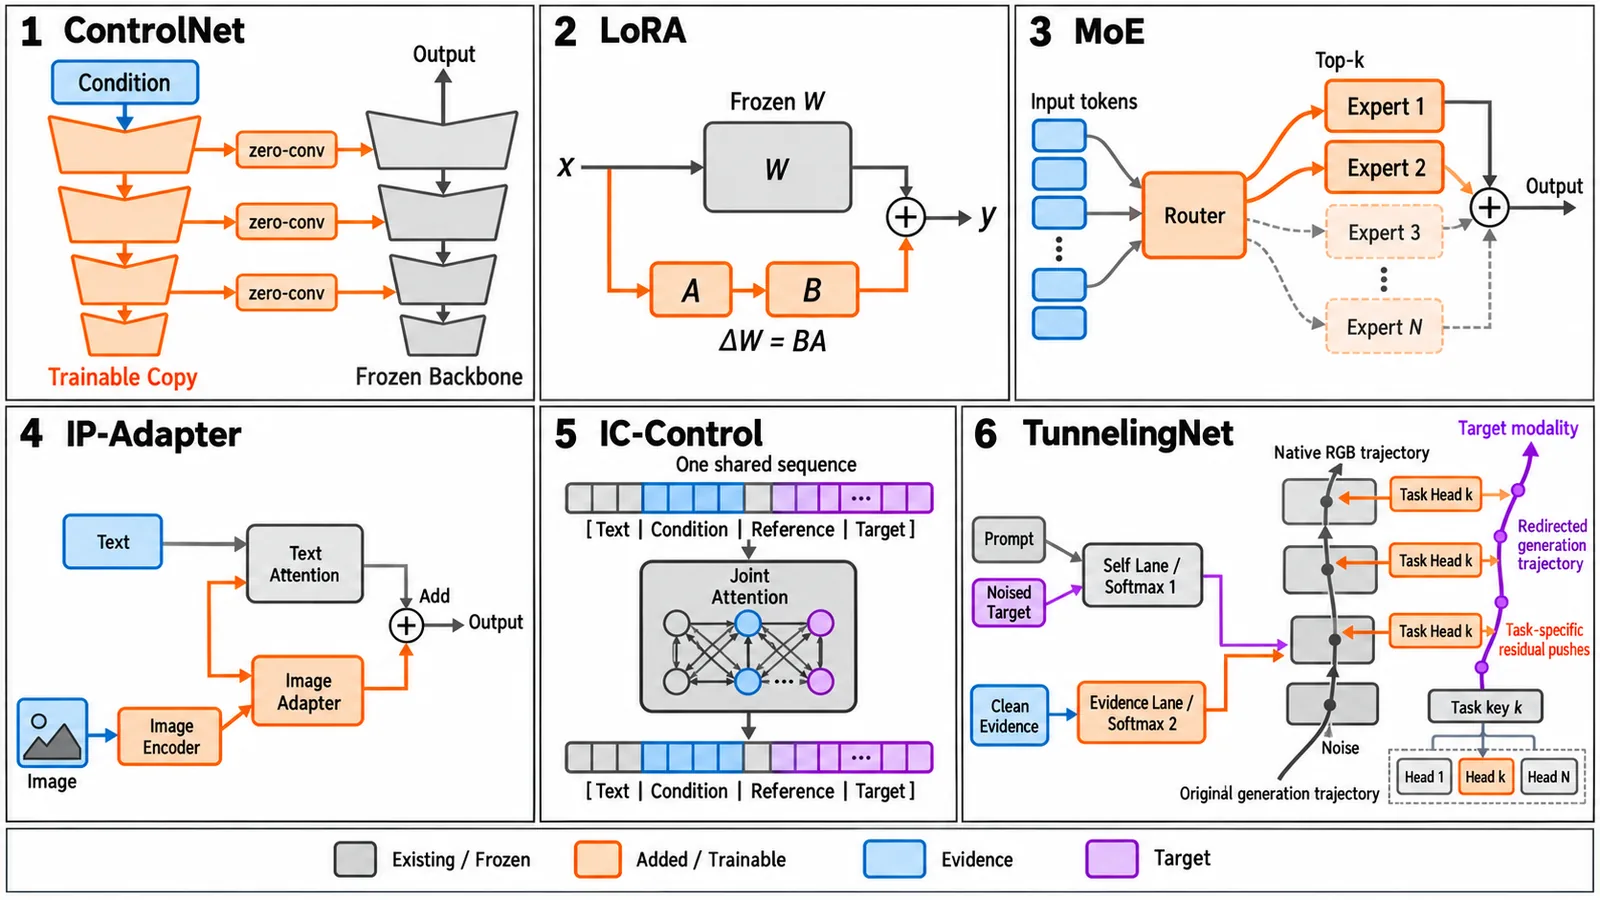 1 ControlNet
Output
Condition
zero-conv
zero-conv
zero-conv
Trainable Copy
Frozen Backbone
2 LoRA
Frozen W
x
W
+
y
A
B
ΔW = BA
3 MoE
Top-k
Input tokens
Expert 1
Expert 2
Router
Output
+
Expert 3
Expert N
4 IP-Adapter
Text
Text
Attention
Add
+
Output
Image
Adapter
Image
Encoder
Image
5 IC-Control
One shared sequence
...
[ Text | Condition | Reference | Target ]
Joint
Attention
...
...
[ Text | Condition | Reference | Target ]
6 TunnelingNet
Target modality
Native RGB trajectory
Task Head k
Redirected
generation
trajectory
Prompt
Self Lane /
Softmax 1
Task Head k
Noised
Target
Task Head k
Task-specific
residual pushes
Clean
Evidence
Evidence Lane /
Softmax 2
Task key k
Noise
Head 1
Head k
Head N
Original generation trajectory
Existing / Frozen
Added / Trainable
Evidence
Target